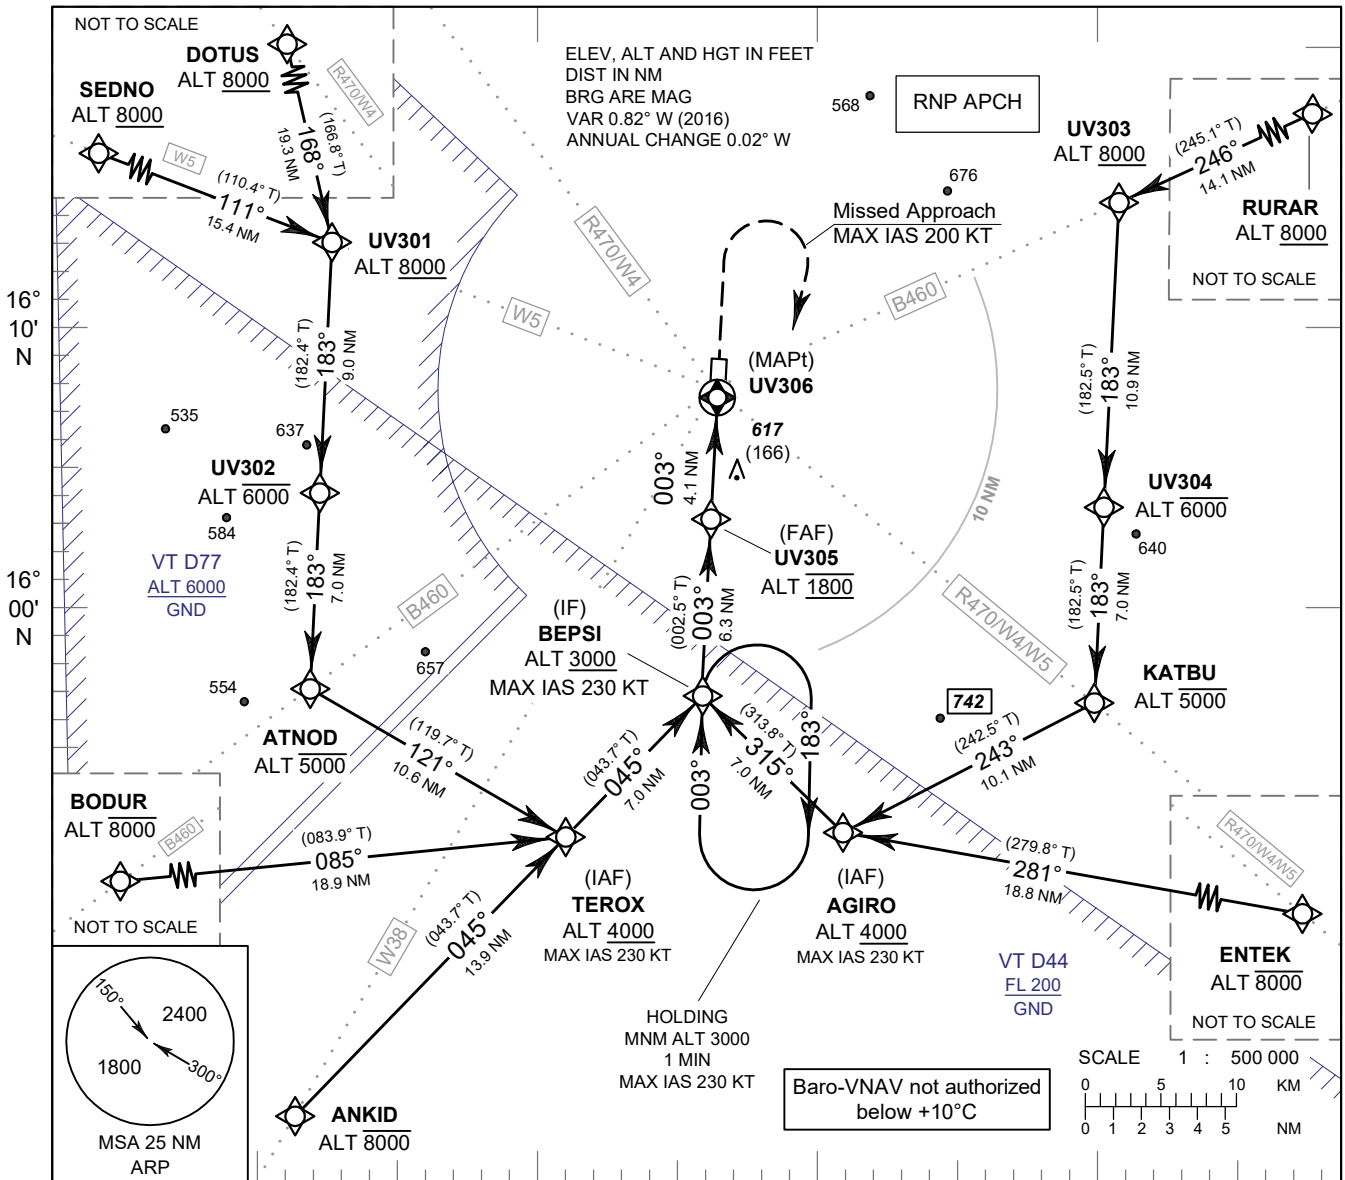 NOT TO SCALE
DOTUS
ALT 8000
SEDNO
ALT 8000
R470/W4
W5
(166.8° T)
168°
19.3 NM
(110.4° T)
111°
15.4 NM
ELEV, ALT AND HGT IN FEET
DIST IN NM
BRG ARE MAG
VAR 0.82° W (2016)
ANNUAL CHANGE 0.02° W
568
RNP APCH
676
Missed Approach
MAX IAS 200 KT
UV303
ALT 8000
(245.1° T)
246°
14.1 NM
RURAR
ALT 8000
NOT TO SCALE
UV301
ALT 8000
R470/W4
W5
B460
16°
10'
N
(182.4° T)
183°
9.0 NM
(MAPt)
UV306
617
(166)
(182.5° T)
183°
10.9 NM
535
637
UV302
ALT 6000
584
003°
4.1 NM
10 NM
UV304
ALT 6000
640
(FAF)
UV305
ALT 1800
VT D77
ALT 6000
GND
16°
00'
N
(182.4° T)
183°
7.0 NM
B460
(IF)
BEPSI
ALT 3000
MAX IAS 230 KT
(002.5° T)
003°
6.3 NM
R470/W4/W5
(182.5° T)
183°
7.0 NM
657
554
KATBU
ALT 5000
742
ATNOD
ALT 5000
(119.7° T)
121°
10.6 NM
(043.7° T)
045°
7.0 NM
003°
183°
(313.8° T)
315°
7.0 NM
(242.5° T)
243°
10.1 NM
BODUR
ALT 8000
B460
(083.9° T)
085°
18.9 NM
NOT TO SCALE
(IAF)
TEROX
ALT 4000
MAX IAS 230 KT
(IAF)
AGIRO
ALT 4000
MAX IAS 230 KT
(279.8° T)
281°
18.8 NM
R470/W4/W5
ENTEK
ALT 8000
NOT TO SCALE
W38
(043.7° T)
045°
13.9 NM
VT D44
FL 200
GND
150°
2400
1800
300°
MSA 25 NM
ARP
HOLDING
MNM ALT 3000
1 MIN
MAX IAS 230 KT
ANKID
ALT 8000
Baro-VNAV not authorized
below +10°C
SCALE 1 : 500 000
0 5 10 KM
0 1 2 3 4 5 NM